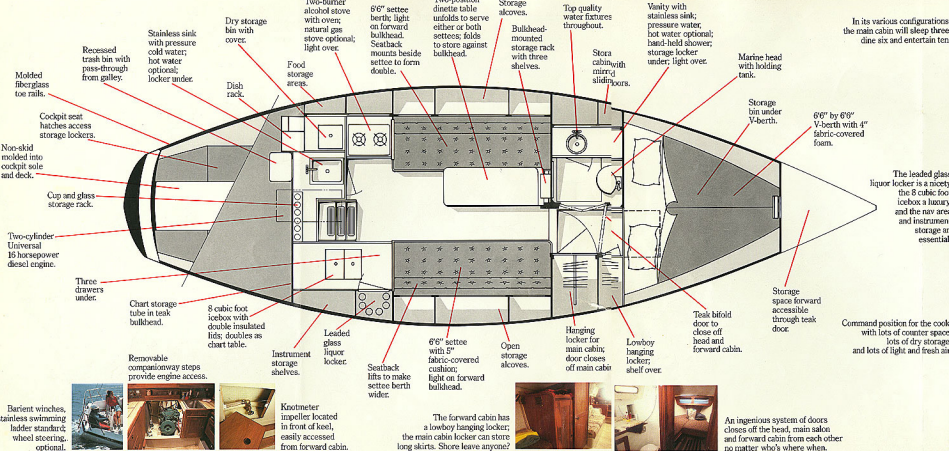 Two-burner
alcohol stove
with oven;
natural gas
stove optional;
light over.
6'6" settee
berth; light
on forward
bulkhead.
Seatback
mounts beside
settee to form
double.
Two-position
dinette table
unfolds to serve
either or both
settees; folds
to store against
bulkhead.
Storage
alcoves.
Top quality
water fixtures
throughout.
Vanity with
stainless sink;
pressure water,
hot water optional;
hand-held shower;
storage locker
under; light over.
In its various configurations
the main cabin will sleep three
dine six and entertain ten
Dry storage
bin with
cover.
Stainless sink
with pressure
cold water;
hot water
optional;
locker under.
Recessed
trash bin with
pass-through
from galley.
Bulkhead-
mounted
storage rack
with three
shelves.
Marine head
with holding
tank.
Molded
fiberglass
toe rails.
Food
storage
areas.
Dish
rack.
Storage
bin under
V-berth.
6'6" by 6'6"
V-berth with 4"
fabric-covered
foam.
Cockpit seat
hatches access
storage lockers.
Non-skid
molded into
cockpit sole
and deck.
Cup and glass
storage rack.
Two-cylinder
Universal
16 horsepower
diesel engine.
Three
drawers
under.
Chart storage
tube in teak
bulkhead.
8 cubic foot
icebox with
double insulated
lids; doubles as
chart table.
Instrument
storage
shelves.
Leaded
glass
liquor
locker.
Seatback
lifts to make
settee berth
wider.
6'6" settee
with 5"
fabric-covered
cushion;
light on forward
bulkhead.
Open
storage
alcoves.
Hanging
locker for
main cabin;
door closes
off main cabi
Lowboy
hanging
locker;
shelf over.
Teak bifold
door to
close off
head and
forward cabin.
Storage
space forward
accessible
through teak
door.
The leaded glass
liquor locker is a nicety
the 8 cubic foo
icebox a luxury
and the nav area
and instrumen
storage ar
essential
Command position for the cook
with lots of counter space
lots of dry storage
and lots of light and fresh air
Barient winches,
stainless swimming
ladder standard;
wheel steering,
optional.
Removable
companionway steps
provide engine access.
Knotmeter
impeller located
in front of keel,
easily accessed
from forward cabin.
The forward cabin has
a lowboy hanging locker;
the main cabin locker can store
long skirts. Shore leave anyone?
An ingenious system of doors
closes off the head, main salon
and forward cabin from each other
no matter who's where when.